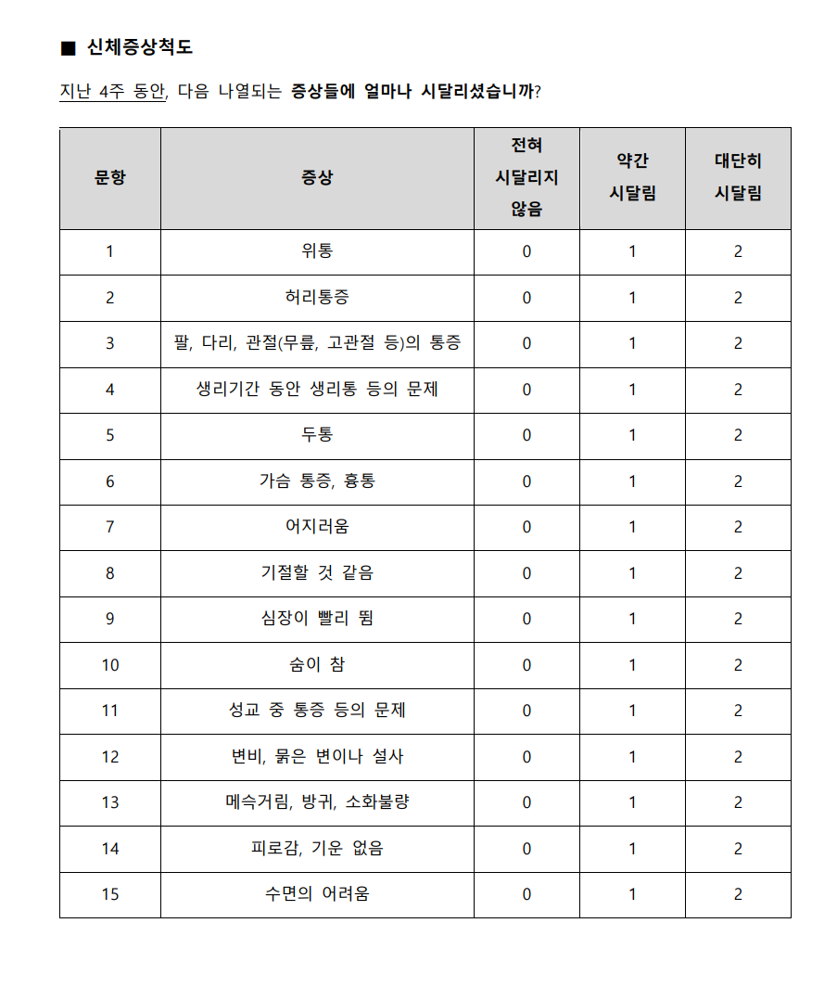 ■ 신체증상척도
지난 4주 동안, 다음 나열되는 증상들에 얼마나 시달리셨습니까?
문항 증상 전혀 시달리지 않음 약간 시달림 대단히 시달림
1 위통 0 1 2
2 허리통증 0 1 2
3 팔, 다리, 관절(무릎, 고관절 등)의 통증 0 1 2
4 생리기간 동안 생리통 등의 문제 0 1 2
5 두통 0 1 2
6 가슴 통증, 흉통 0 1 2
7 어지러움 0 1 2
8 기절할 것 같음 0 1 2
9 심장이 빨리 뜀 0 1 2
10 숨이 참 0 1 2
11 성교 중 통증 등의 문제 0 1 2
12 변비, 묽은 변이나 설사 0 1 2
13 메슥거림, 방귀, 소화불량 0 1 2
14 피로감, 기운 없음 0 1 2
15 수면의 어려움 0 1 2